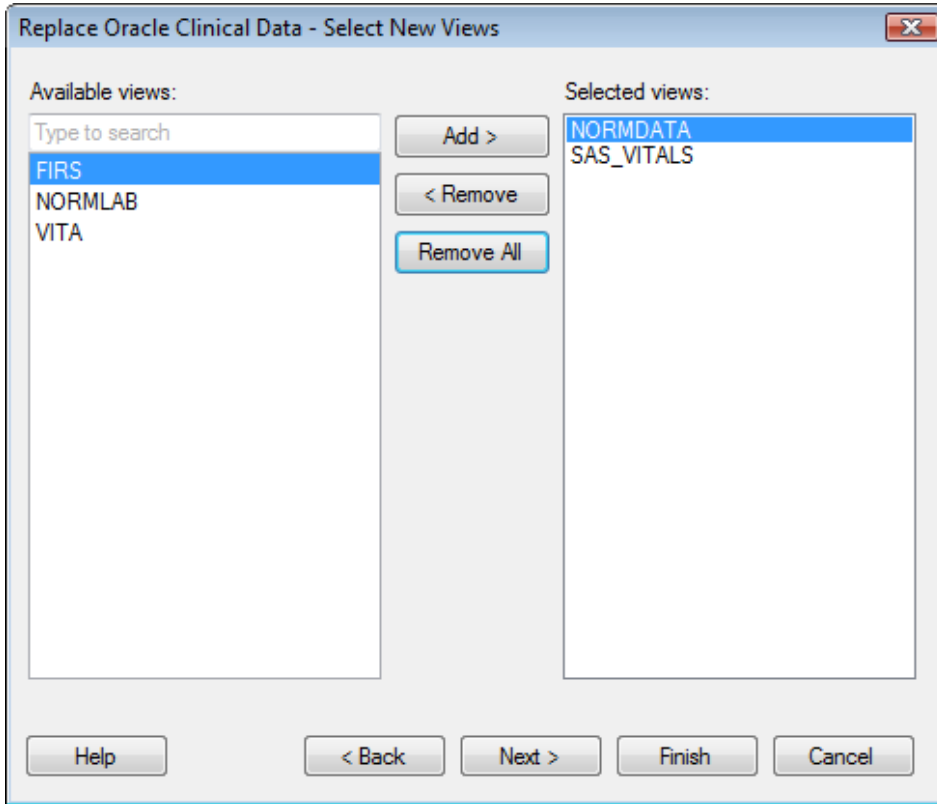 Replace Oracle Clinical Data - Select New Views
Available views:
Selected views:
Type to search
FIRS
NORMLAB
VITA
Add >
< Remove
Remove All
NORMDATA
SAS_VITALS
Help
< Back
Next >
Finish
Cancel